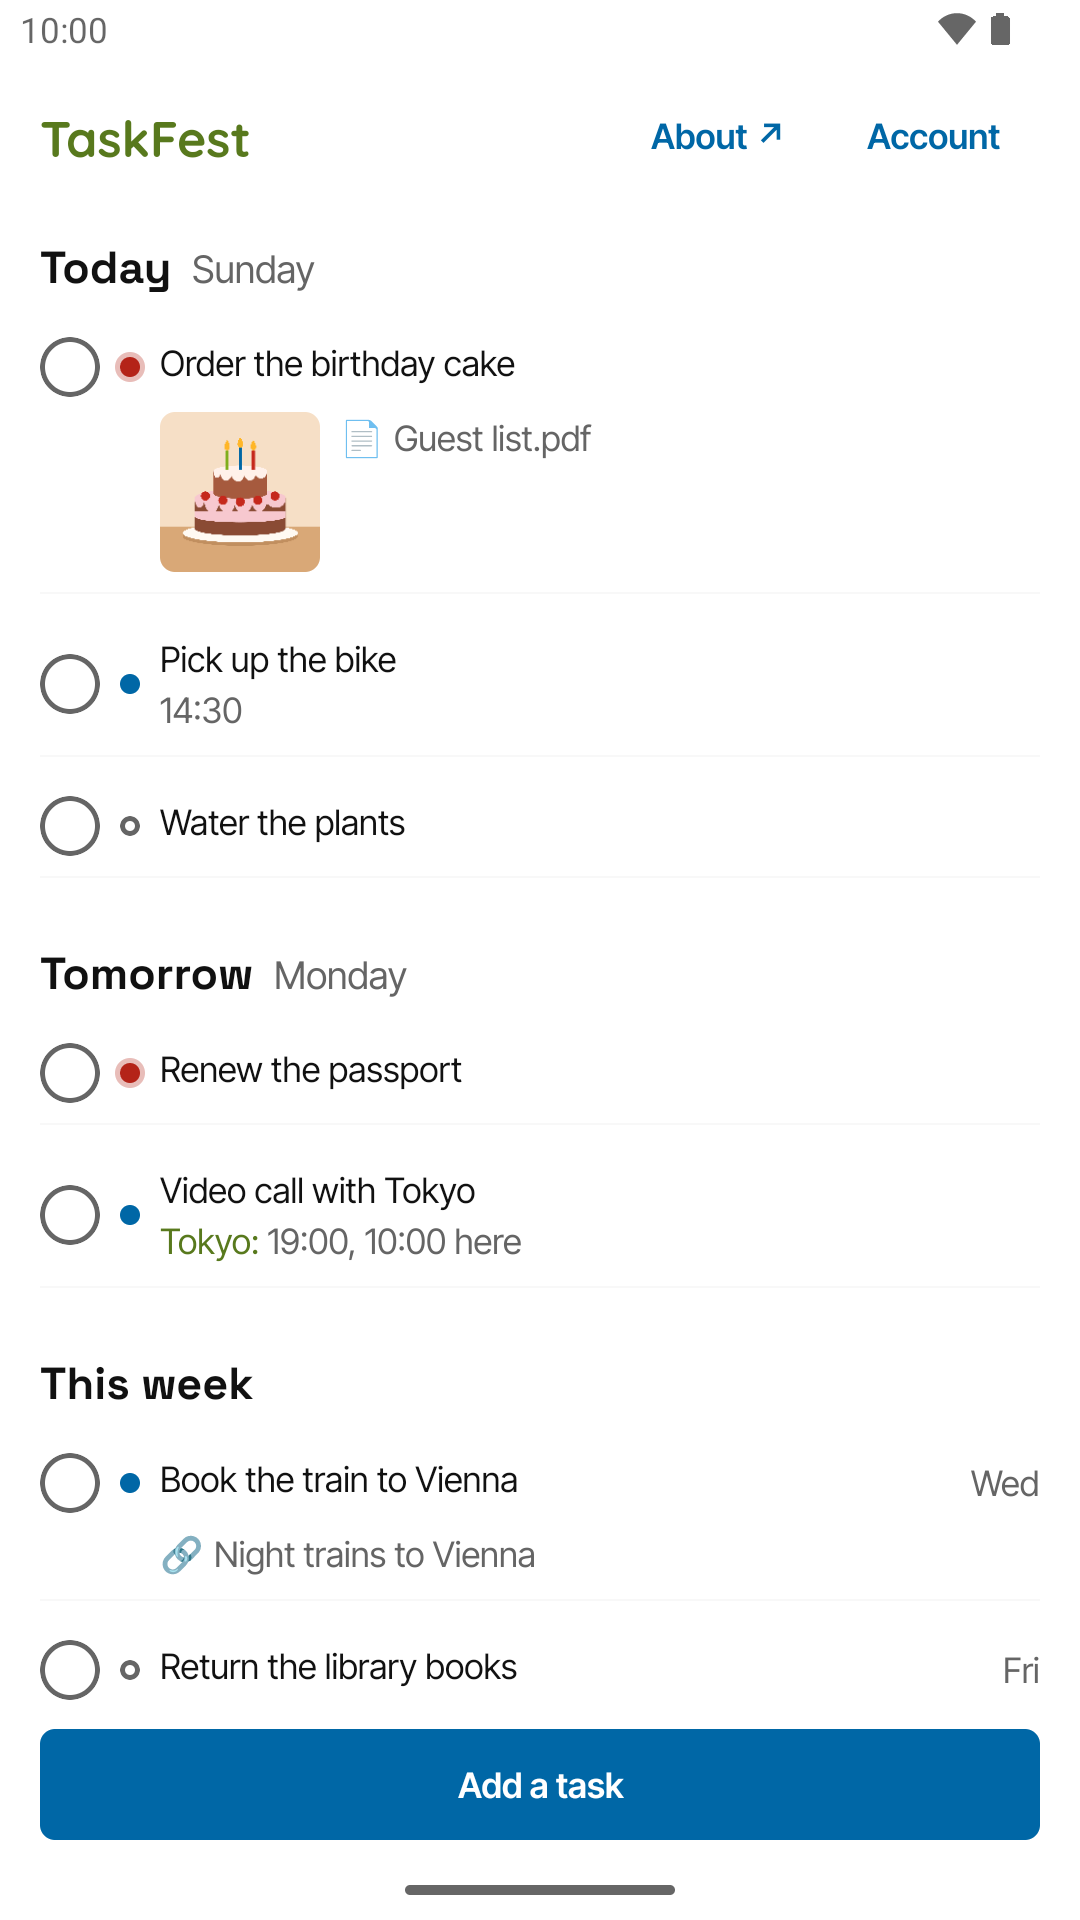 10:00
TaskFest
About ↗ Account
Today Sunday
Order the birthday cake
Guest list.pdf
Pick up the bike
14:30
Water the plants
Tomorrow Monday
Renew the passport
Video call with Tokyo
Tokyo: 19:00, 10:00 here
This week
Book the train to Vienna Wed
Night trains to Vienna
Return the library books Fri
Add a task